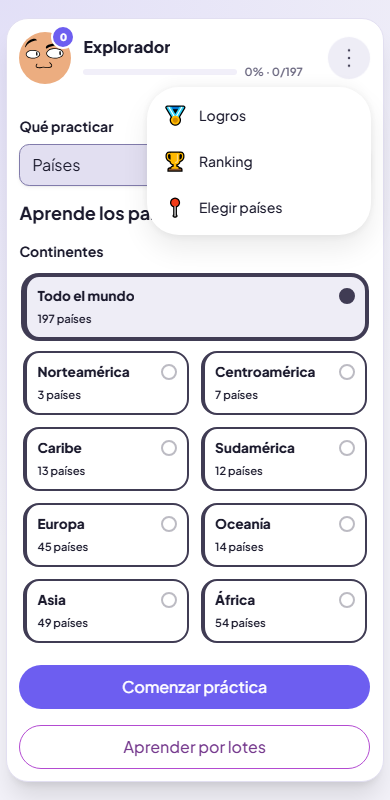 0
Explorador
0% · 0/197
Logros
Ranking
Elegir países
Qué practicar
Países
Aprende los pa
Continentes
Todo el mundo
197 países
Norteamérica
3 países
Centroamérica
7 países
Caribe
13 países
Sudamérica
12 países
Europa
45 países
Oceanía
14 países
Asia
49 países
África
54 países
Comenzar práctica
Aprender por lotes